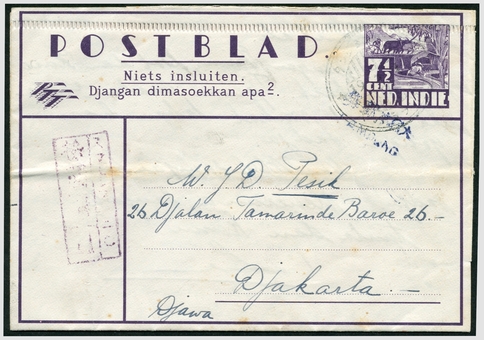 POSTBLAD.
Niets insluiten.
Djangan dimasoekkan apa2.
PTT
7½
CENT
NED. INDIE
W. J. D. Pesik
26 Djalan Tamarinde Baroe 26.-
Djakarta.-
Djawa